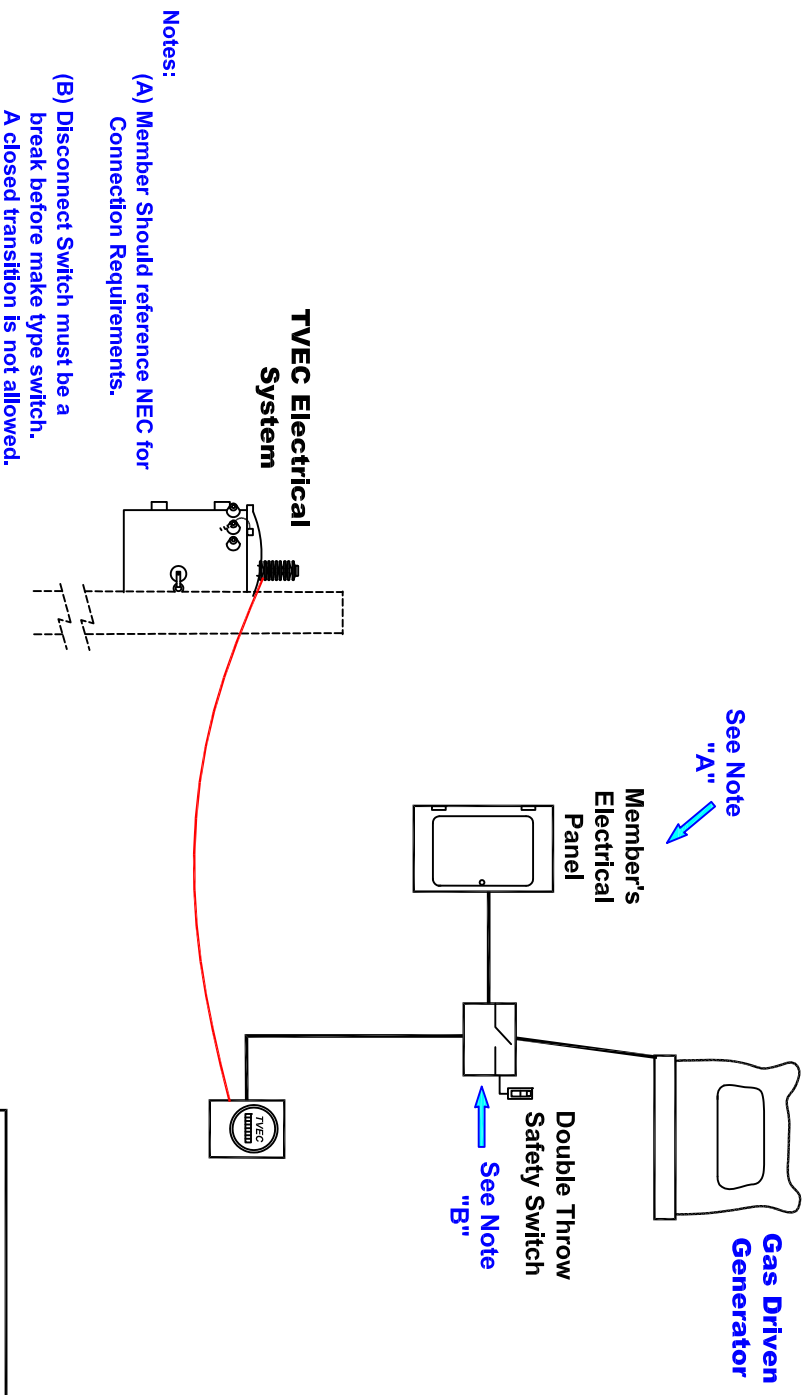 Gas Driven
Generator
See Note
"A"
Member's
Electrical
Panel
Double Throw
Safety Switch
See Note
"B"
TVEC Electrical
System
TVEC
Notes:
(A) Member Should reference NEC for
Connection Requirements.
(B) Disconnect Switch must be a
break before make type switch.
A closed transition is not allowed.